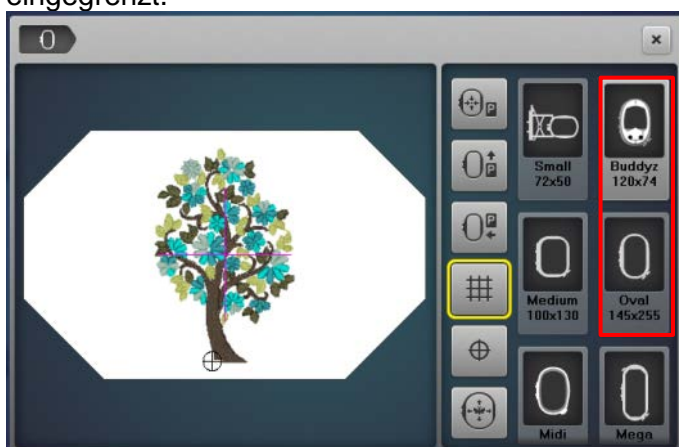 eingegrenzt.
P
P
P
Small
72x50
Buddyz
120x74
Medium
100x130
Oval
145x255
Midi
Mega